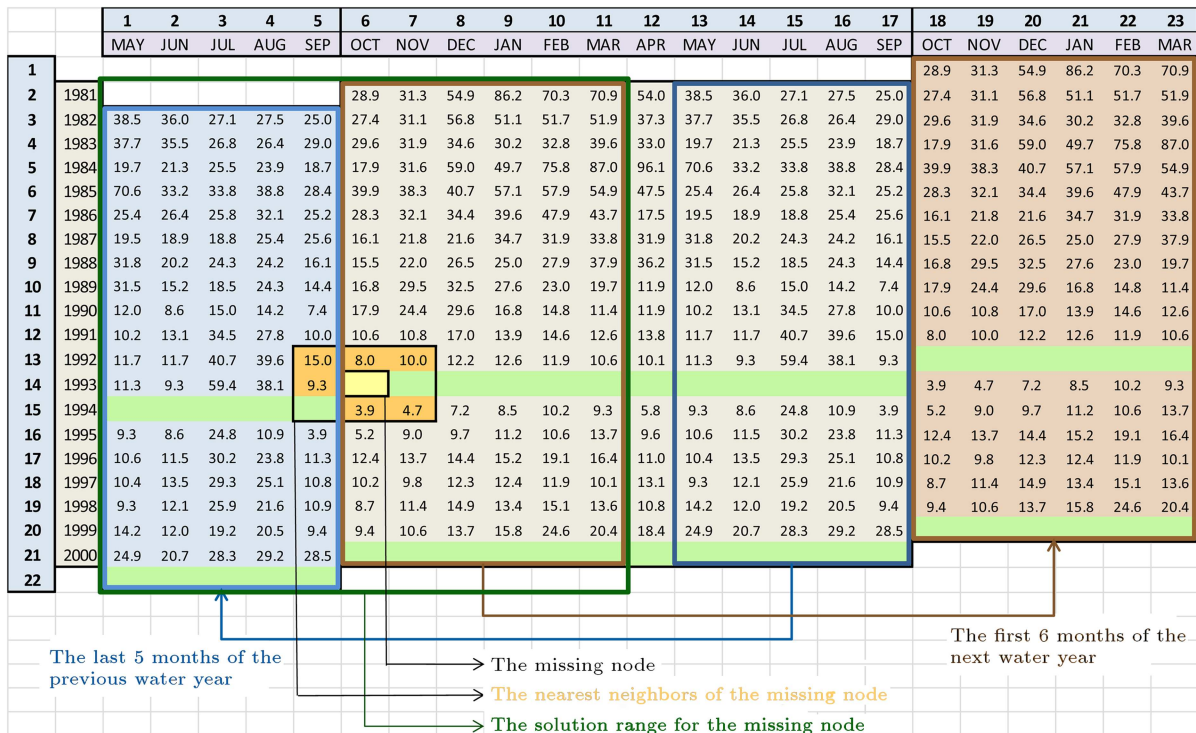 1 2 3 4 5 6 7 8 9 10 11 12 13 14 15 16 17 18 19 20 21 22 23
MAY JUN JUL AUG SEP OCT NOV DEC JAN FEB MAR APR MAY JUN JUL AUG SEP OCT NOV DEC JAN FEB MAR
1 28.9 31.3 54.9 86.2 70.3 70.9
2 1981 28.9 31.3 54.9 86.2 70.3 70.9 54.0 38.5 36.0 27.1 27.5 25.0 27.4 31.1 56.8 51.1 51.7 51.9
3 1982 38.5 36.0 27.1 27.5 25.0 27.4 31.1 56.8 51.1 51.7 51.9 37.3 37.7 35.5 26.8 26.4 29.0 29.6 31.9 34.6 30.2 32.8 39.6
4 1983 37.7 35.5 26.8 26.4 29.0 29.6 31.9 34.6 30.2 32.8 39.6 33.0 19.7 21.3 25.5 23.9 18.7 17.9 31.6 59.0 49.7 75.8 87.0
5 1984 19.7 21.3 25.5 23.9 18.7 17.9 31.6 59.0 49.7 75.8 87.0 96.1 70.6 33.2 33.8 38.8 28.4 39.9 38.3 40.7 57.1 57.9 54.9
6 1985 70.6 33.2 33.8 38.8 28.4 39.9 38.3 40.7 57.1 57.9 54.9 47.5 25.4 26.4 25.8 32.1 25.2 28.3 32.1 34.4 39.6 47.9 43.7
7 1986 25.4 26.4 25.8 32.1 25.2 28.3 32.1 34.4 39.6 47.9 43.7 17.5 19.5 18.9 18.8 25.4 25.6 16.1 21.8 21.6 34.7 31.9 33.8
8 1987 19.5 18.9 18.8 25.4 25.6 16.1 21.8 21.6 34.7 31.9 33.8 31.9 31.8 20.2 24.3 24.2 16.1 15.5 22.0 26.5 25.0 27.9 37.9
9 1988 31.8 20.2 24.3 24.2 16.1 15.5 22.0 26.5 25.0 27.9 37.9 36.2 31.5 15.2 18.5 24.3 14.4 16.8 29.5 32.5 27.6 23.0 19.7
10 1989 31.5 15.2 18.5 24.3 14.4 16.8 29.5 32.5 27.6 23.0 19.7 11.9 12.0 8.6 15.0 14.2 7.4 17.9 24.4 29.6 16.8 14.8 11.4
11 1990 12.0 8.6 15.0 14.2 7.4 17.9 24.4 29.6 16.8 14.8 11.4 11.9 10.2 13.1 34.5 27.8 10.0 10.6 10.8 17.0 13.9 14.6 12.6
12 1991 10.2 13.1 34.5 27.8 10.0 10.6 10.8 17.0 13.9 14.6 12.6 13.8 11.7 11.7 40.7 39.6 15.0 8.0 10.0 12.2 12.6 11.9 10.6
13 1992 11.7 11.7 40.7 39.6 15.0 8.0 10.0 12.2 12.6 11.9 10.6 10.1 11.3 9.3 59.4 38.1 9.3
14 1993 11.3 9.3 59.4 38.1 9.3 3.9 4.7 7.2 8.5 10.2 9.3
15 1994 3.9 4.7 7.2 8.5 10.2 9.3 5.8 9.3 8.6 24.8 10.9 3.9 5.2 9.0 9.7 11.2 10.6 13.7
16 1995 9.3 8.6 24.8 10.9 3.9 5.2 9.0 9.7 11.2 10.6 13.7 9.6 10.6 11.5 30.2 23.8 11.3 12.4 13.7 14.4 15.2 19.1 16.4
17 1996 10.6 11.5 30.2 23.8 11.3 12.4 13.7 14.4 15.2 19.1 16.4 11.0 10.4 13.5 29.3 25.1 10.8 10.2 9.8 12.3 12.4 11.9 10.1
18 1997 10.4 13.5 29.3 25.1 10.8 10.2 9.8 12.3 12.4 11.9 10.1 13.1 9.3 12.1 25.9 21.6 10.9 8.7 11.4 14.9 13.4 15.1 13.6
19 1998 9.3 12.1 25.9 21.6 10.9 8.7 11.4 14.9 13.4 15.1 13.6 10.8 14.2 12.0 19.2 20.5 9.4 9.4 10.6 13.7 15.8 24.6 20.4
20 1999 14.2 12.0 19.2 20.5 9.4 9.4 10.6 13.7 15.8 24.6 20.4 18.4 24.9 20.7 28.3 29.2 28.5
21 2000 24.9 20.7 28.3 29.2 28.5
22
The last 5 months of the
previous water year
The first 6 months of the
next water year
The missing node
The nearest neighbors of the missing node
The solution range for the missing node